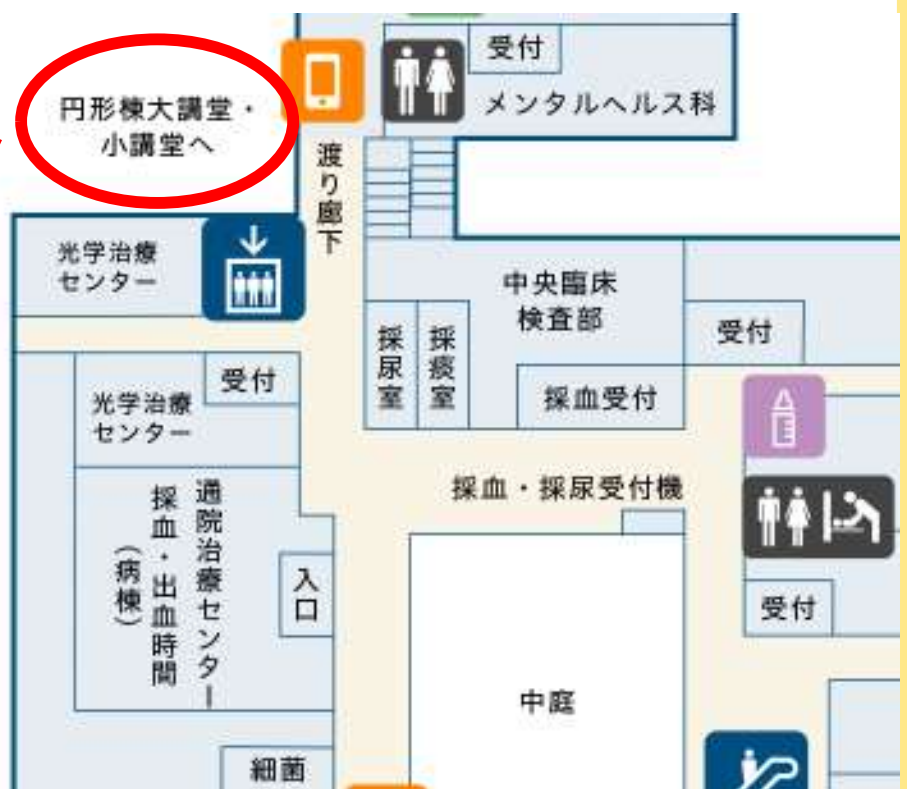 受付
メンタルヘルス科
円形棟大講堂・
小講堂へ
渡り廊下
光学治療
センター
中央臨床
検査部
受付
採尿室
採痰室
採血受付
受付
光学治療
センター
採血・採尿受付機
通院治療センター
採血・出血時間
（病棟）
入口
受付
中庭
細菌